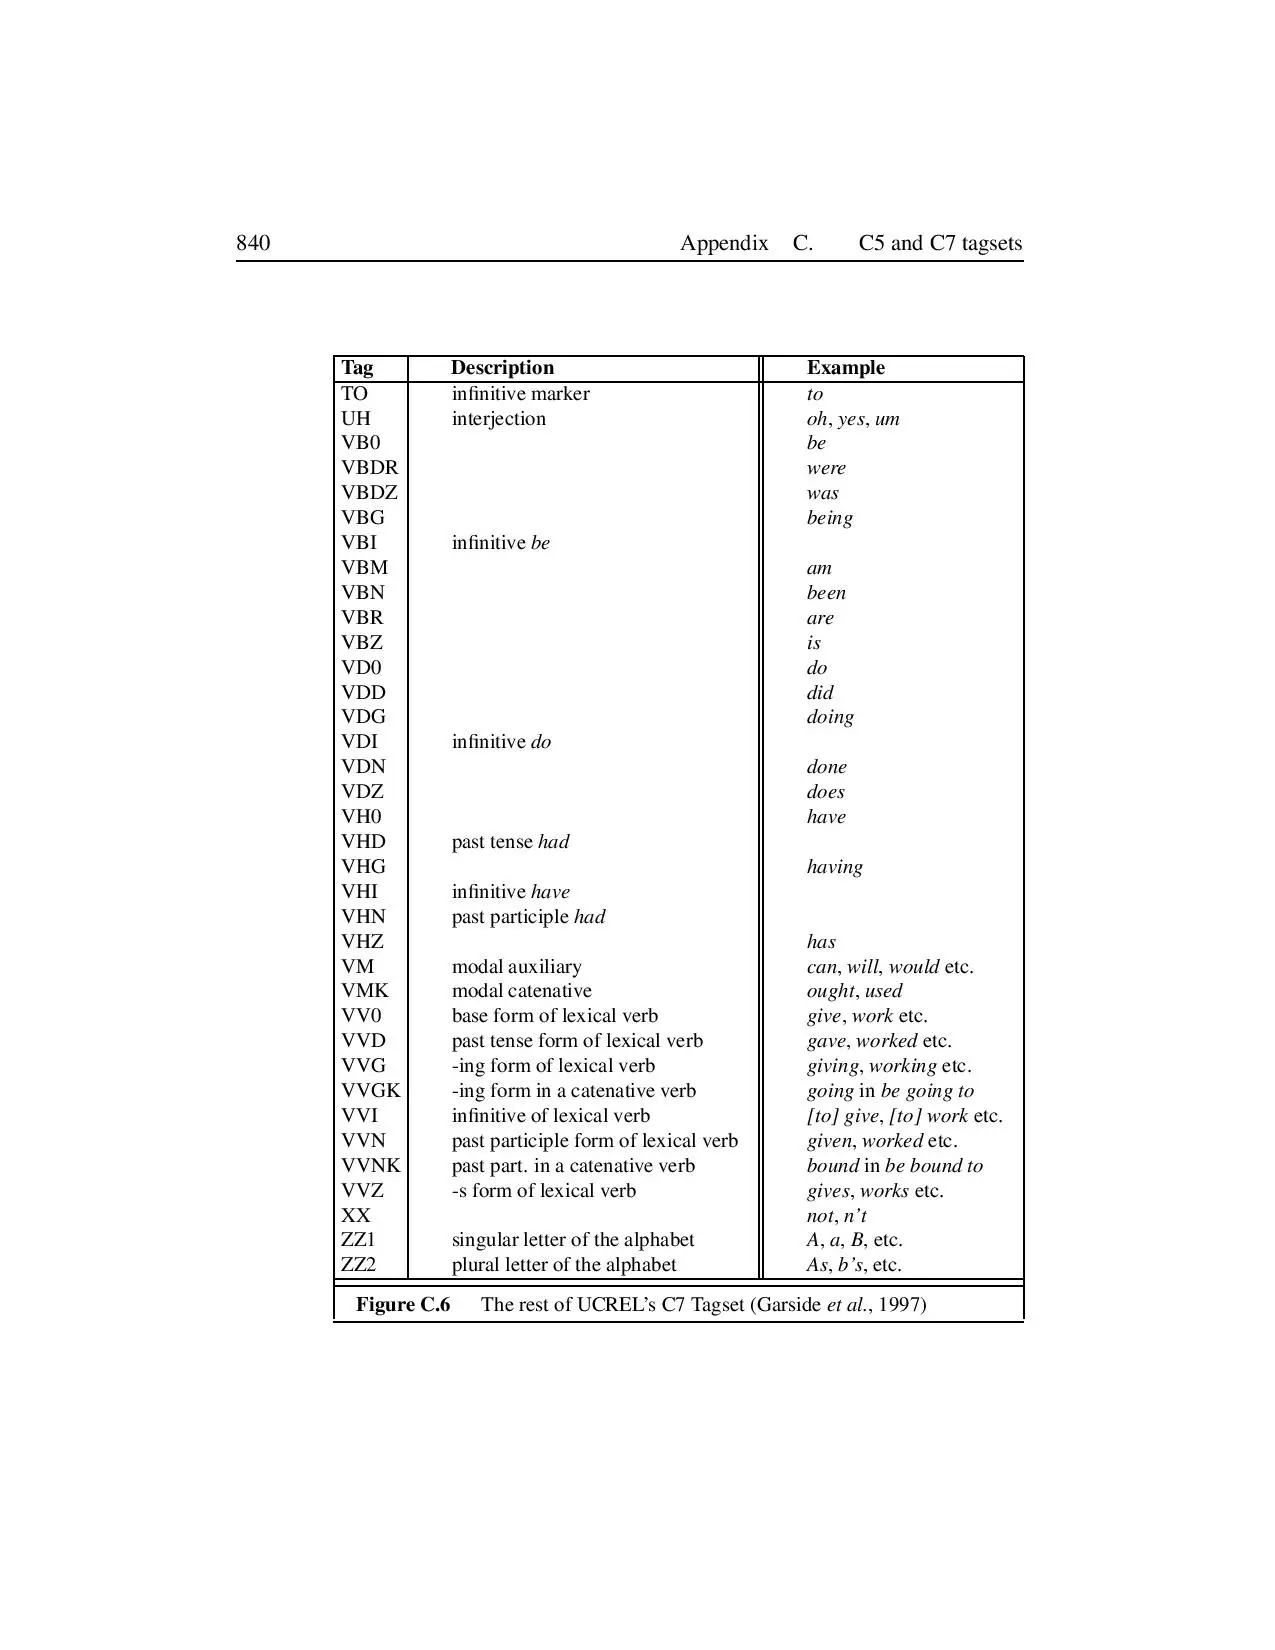 840 Appendix C. C5 and C7 tagsets
Tag Description Example
TO infinitive marker to
UH interjection oh, yes, um
VB0 be
VBDR were
VBDZ was
VBG being
VBI infinitive be
VBM am
VBN been
VBR are
VBZ is
VD0 do
VDD did
VDG doing
VDI infinitive do
VDN done
VDZ does
VH0 have
VHD past tense had
VHG having
VHI infinitive have
VHN past participle had
VHZ has
VM modal auxiliary can, will, would etc.
VMK modal catenative ought, used
VV0 base form of lexical verb give, work etc.
VVD past tense form of lexical verb gave, worked etc.
VVG -ing form of lexical verb giving, working etc.
VVGK -ing form in a catenative verb going in be going to
VVI infinitive of lexical verb [to] give, [to] work etc.
VVN past participle form of lexical verb given, worked etc.
VVNK past part. in a catenative verb bound in be bound to
VVZ -s form of lexical verb gives, works etc.
XX not, n’t
ZZ1 singular letter of the alphabet A, a, B, etc.
ZZ2 plural letter of the alphabet As, b’s, etc.
Figure C.6 The rest of UCREL’s C7 Tagset (Garside et al., 1997)